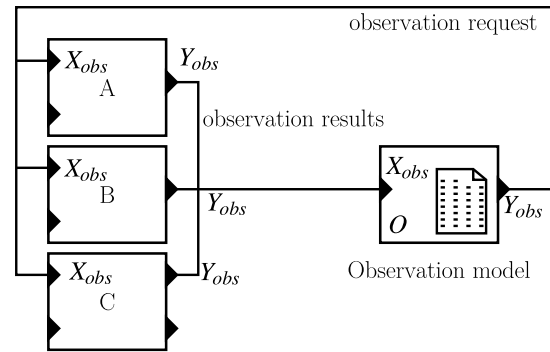 observation request
X_obs
Y_obs
A
observation results
X_obs
B
Y_obs
X_obs
Y_obs
O
X_obs
Y_obs
C
Observation model